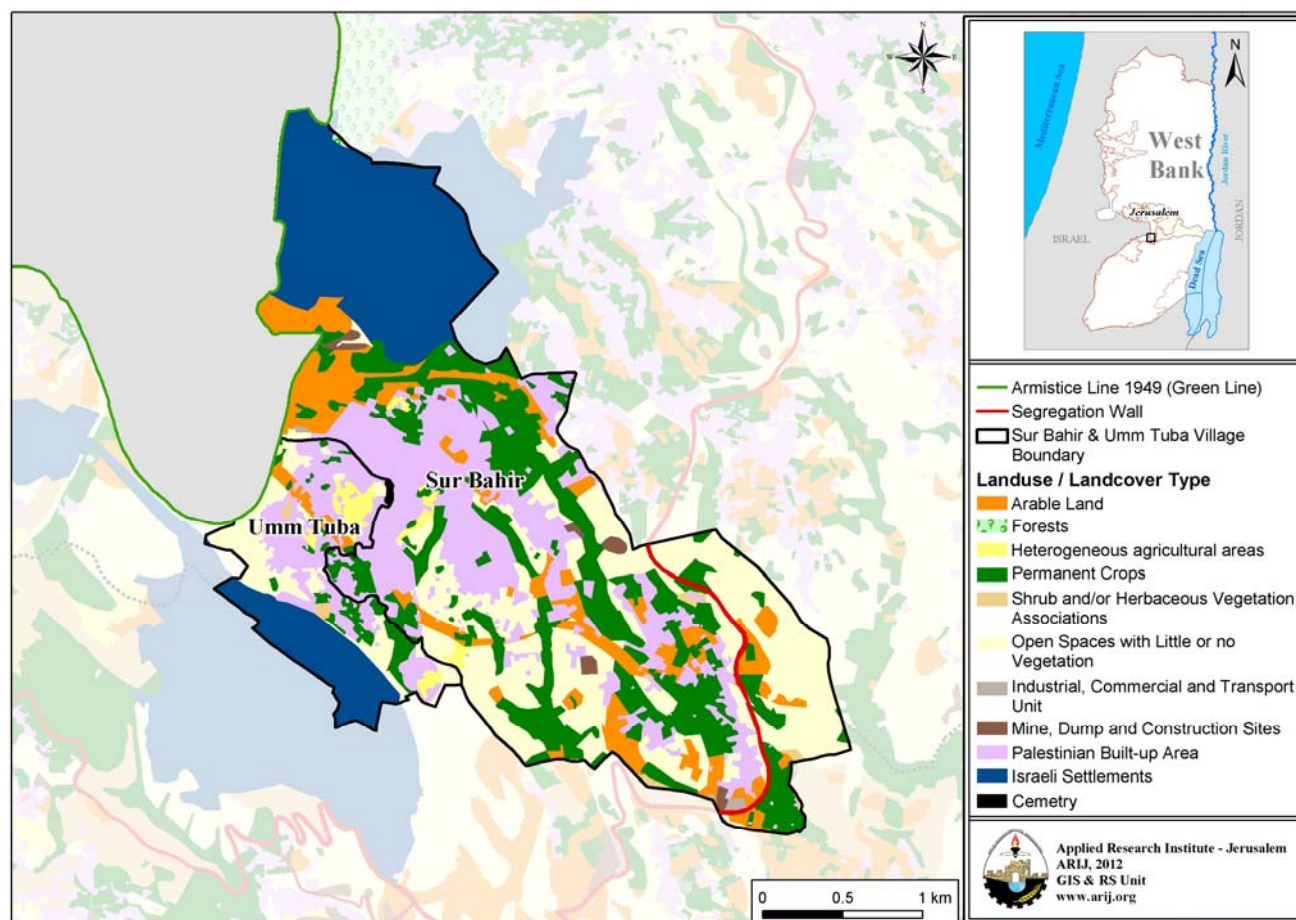 N
W
E
S
Sur Bahir
Umm Tuba
0
0.5
1 km
N
Mediterranean Sea
West
Bank
Jordan River
Jerusalem
ISRAEL
JORDAN
Dead Sea
Armistice Line 1949 (Green Line)
Segregation Wall
Sur Bahir & Umm Tuba Village
Boundary
Landuse / Landcover Type
Arable Land
Forests
Heterogeneous agricultural areas
Permanent Crops
Shrub and/or Herbaceous Vegetation
Associations
Open Spaces with Little or no
Vegetation
Industrial, Commercial and Transport
Unit
Mine, Dump and Construction Sites
Palestinian Built-up Area
Israeli Settlements
Cemetry
Applied Research Institute - Jerusalem
ARIJ, 2012
GIS & RS Unit
www.arij.org